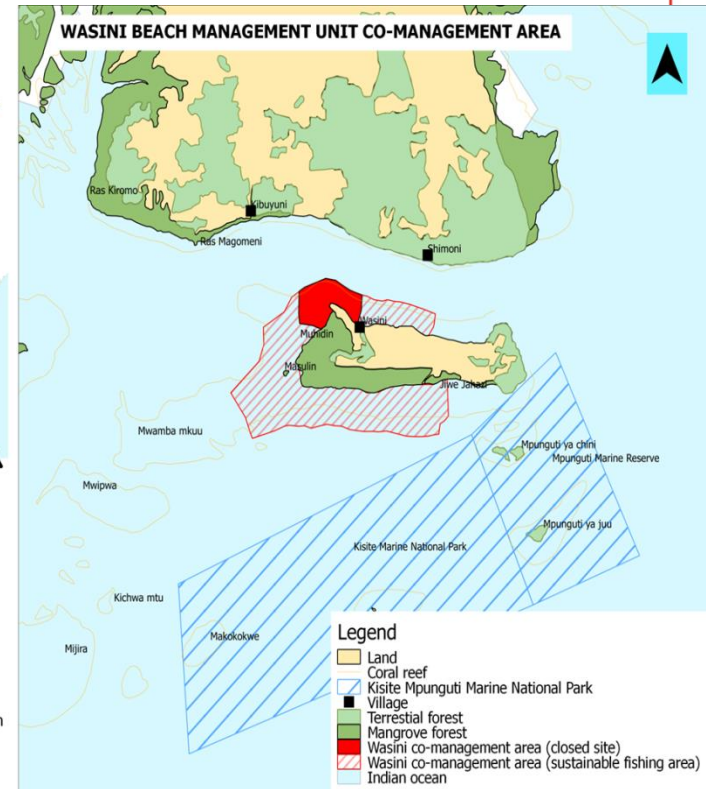 WASINI BEACH MANAGEMENT UNIT CO-MANAGEMENT AREA
Ras Kiromo
Kibuyuni
Ras Magomeni
Shimoni
Wasini
Muhidin
Masulin
Jiwe Jahazi
Mwamba mkuu
Mpunguti ya chini
Mpunguti Marine Reserve
Mwipwa
Mpunguti ya juu
Kisite Marine National Park
Kichwa mtu
Makokokwe
Mijira
Legend
Land
Coral reef
Kisite Mpunguti Marine National Park
Village
Terrestial forest
Mangrove forest
Wasini co-management area (closed site)
Wasini co-management area (sustainable fishing area)
Indian ocean